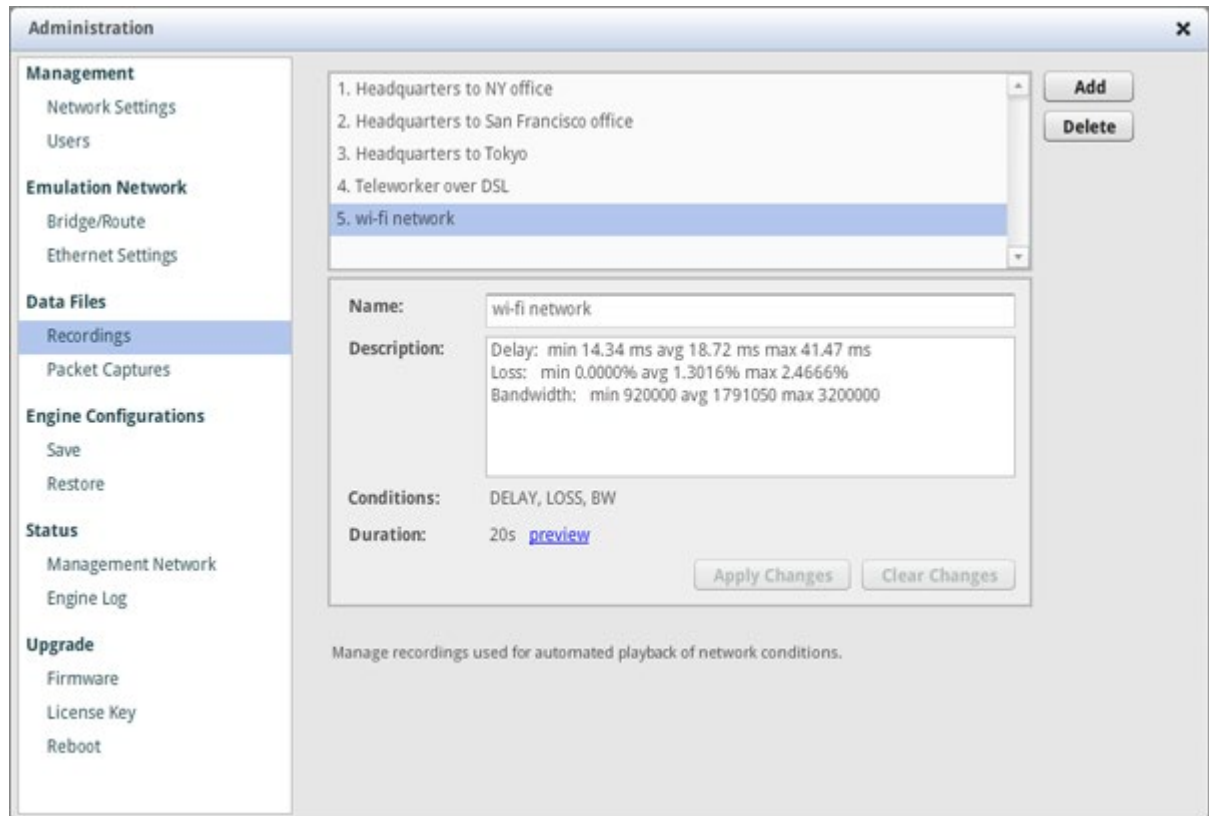 Administration
Management
Network Settings
Users
Emulation Network
Bridge/Route
Ethernet Settings
Data Files
Recordings
Packet Captures
Engine Configurations
Save
Restore
Status
Management Network
Engine Log
Upgrade
Firmware
License Key
Reboot
1. Headquarters to NY office
2. Headquarters to San Francisco office
3. Headquarters to Tokyo
4. Teleworker over DSL
5. wi-fi network
Add
Delete
Name: wi-fi network
Description: Delay: min 14.34 ms avg 18.72 ms max 41.47 ms
Loss: min 0.0000% avg 1.3016% max 2.4666%
Bandwidth: min 920000 avg 1791050 max 3200000
Conditions: DELAY, LOSS, BW
Duration: 20s preview
Apply Changes Clear Changes
Manage recordings used for automated playback of network conditions.